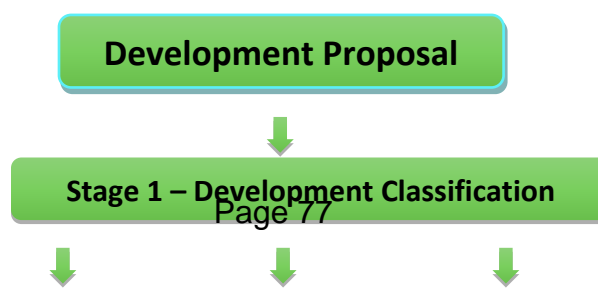 Development Proposal
Stage 1 – Development Classification
Page 77